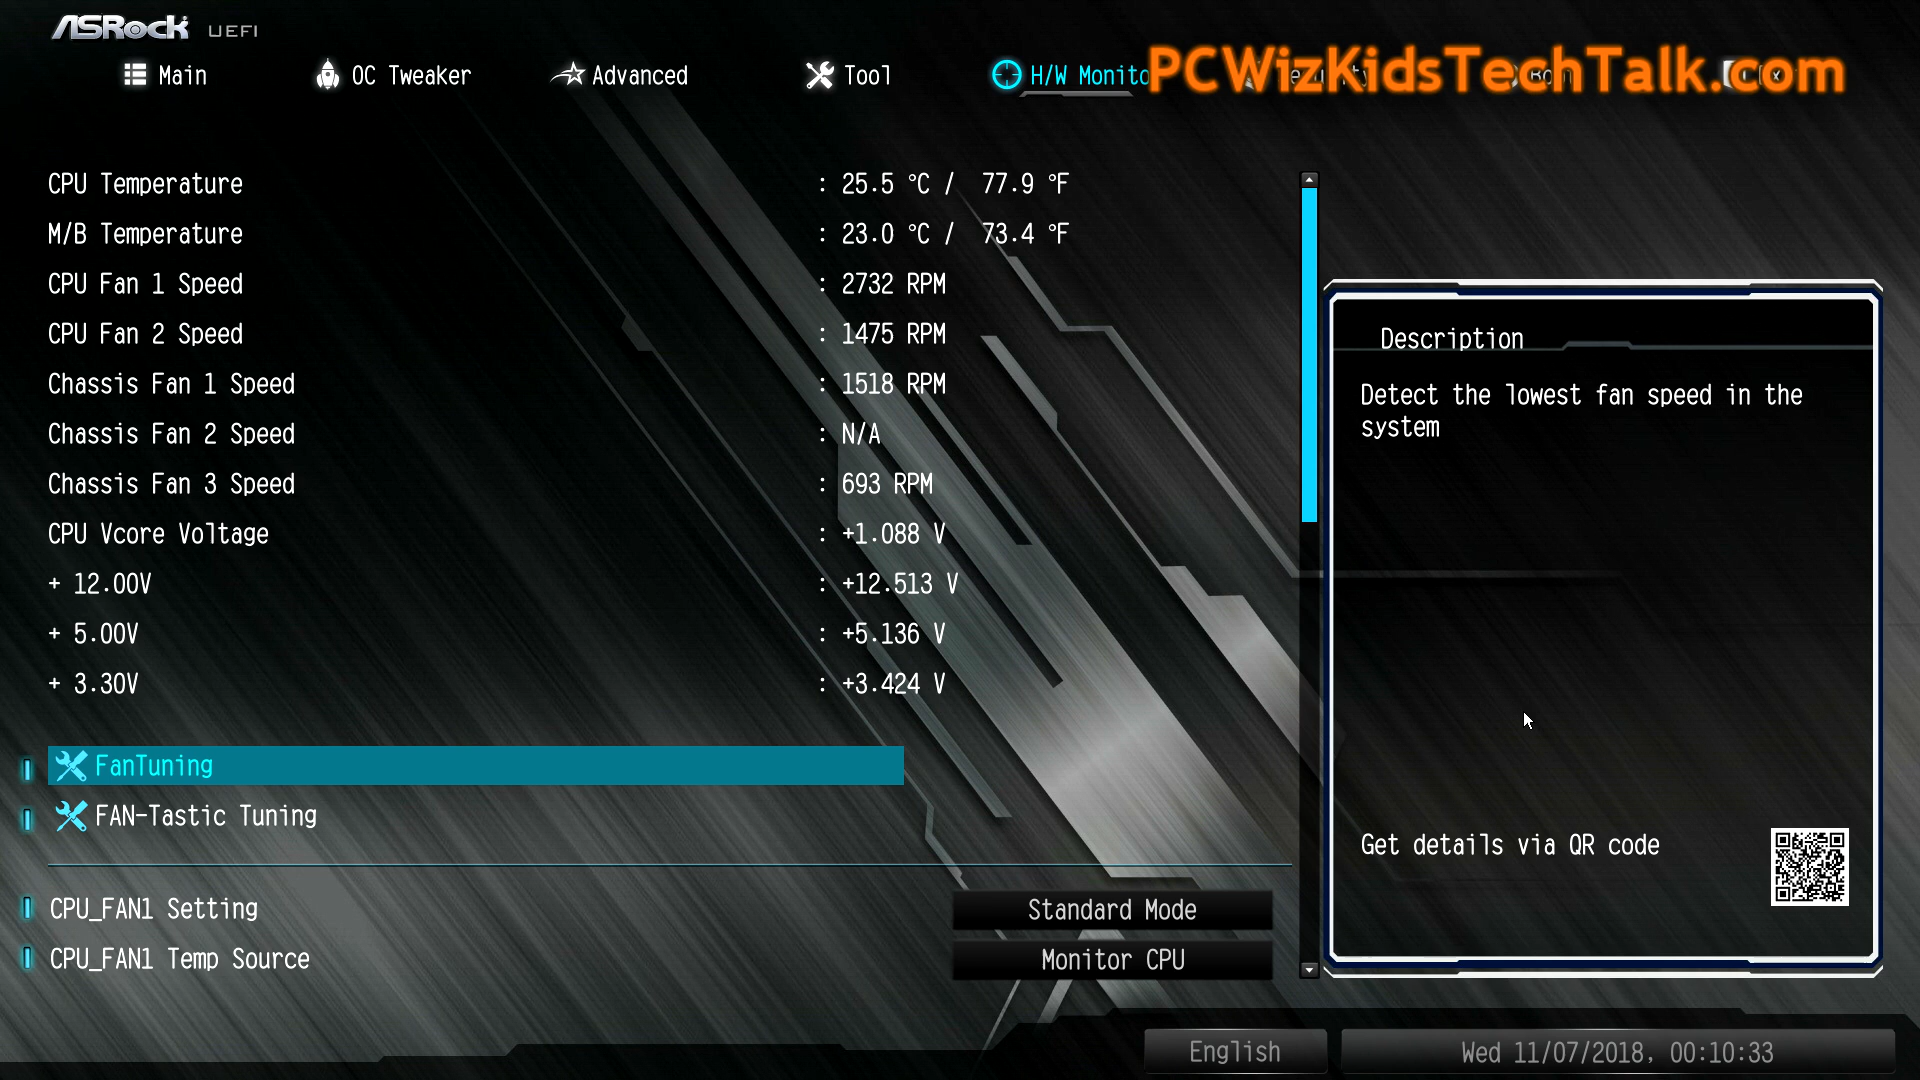 ASRock UEFI
Main OC Tweaker Advanced Tool H/W Monito
PCWizKidsTechTalk.com
CPU Temperature : 25.5 °C / 77.9 °F
M/B Temperature : 23.0 °C / 73.4 °F
CPU Fan 1 Speed : 2732 RPM
CPU Fan 2 Speed : 1475 RPM
Chassis Fan 1 Speed : 1518 RPM
Chassis Fan 2 Speed : N/A
Chassis Fan 3 Speed : 693 RPM
CPU Vcore Voltage : +1.088 V
+ 12.00V : +12.513 V
+ 5.00V : +5.136 V
+ 3.30V : +3.424 V
FanTuning
FAN-Tastic Tuning
CPU_FAN1 Setting Standard Mode
CPU_FAN1 Temp Source Monitor CPU
Description
Detect the lowest fan speed in the
system
Get details via QR code
English
Wed 11/07/2018, 00:10:33